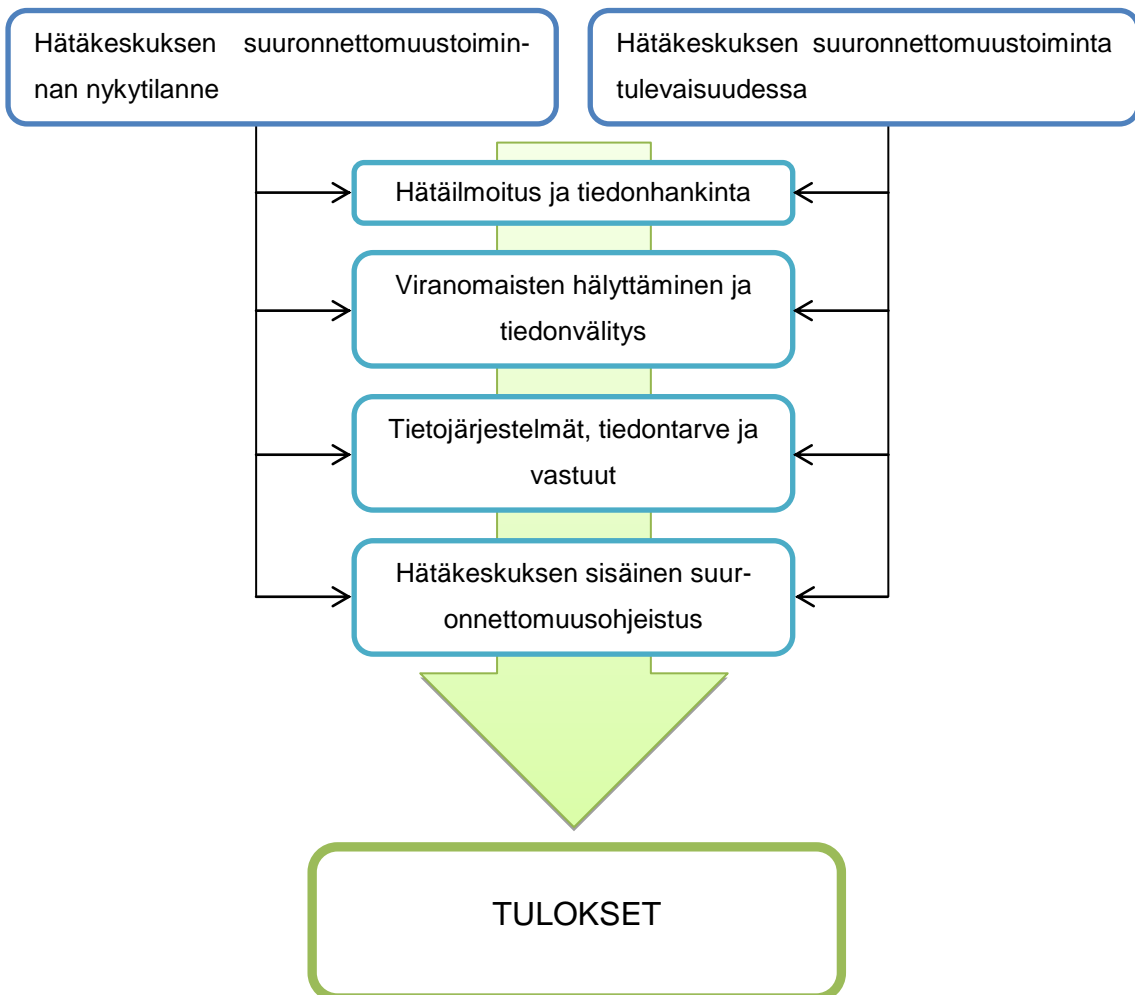 Hätäkeskuksen suuronnettomuustoimin-
nan nykytilanne
Hätäkeskuksen suuronnettomuustoiminta
tulevaisuudessa
Hätäilmoitus ja tiedonhankinta
Viranomaisten hälyttäminen ja
tiedonvälitys
Tietojärjestelmät, tiedontarve ja
vastuut
Hätäkeskuksen sisäinen suur-
onnettomuusohjeistus
TULOKSET